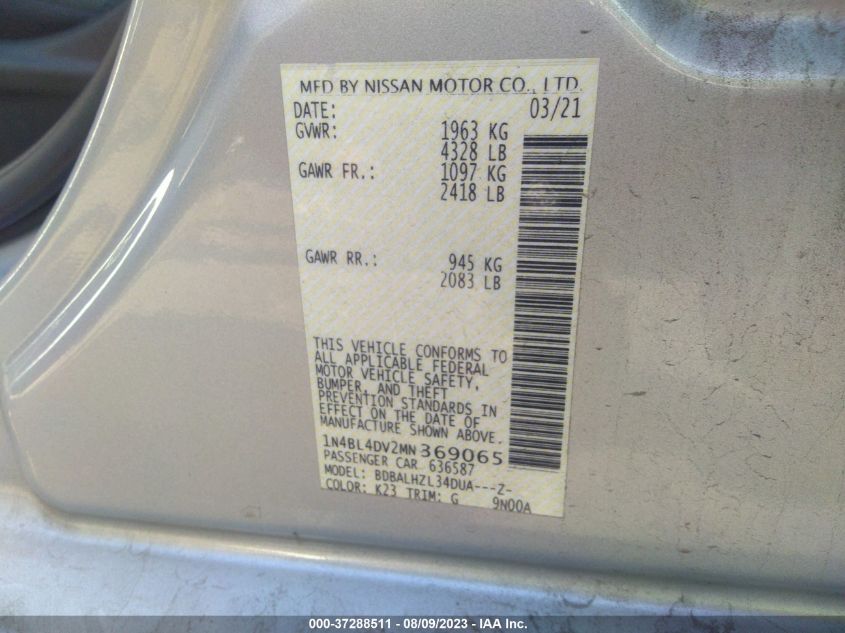 MFD BY NISSAN MOTOR CO., LTD.
DATE: 03/21
GVWR: 1963 KG
4328 LB
GAWR FR.: 1097 KG
2418 LB
GAWR RR.: 945 KG
2083 LB
THIS VEHICLE CONFORMS TO
ALL APPLICABLE FEDERAL
MOTOR VEHICLE SAFETY,
BUMPER, AND THEFT
PREVENTION STANDARDS IN
EFFECT ON THE DATE OF
MANUFACTURE SHOWN ABOVE.
1N4BL4DV2MN369065
PASSENGER CAR 636587
MODEL: BDBALHZL34DUA---Z-
COLOR: K23 TRIM: G 9N00A
000-37288511 - 08/09/2023 - IAA Inc.